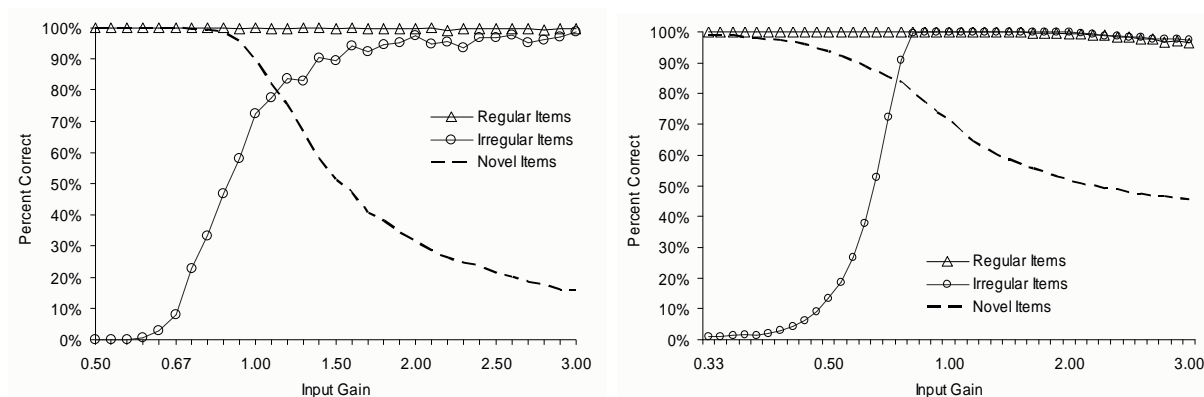 100%
90%
80%
70%
60%
50%
40%
30%
20%
10%
0%
Percent Correct
Regular Items
Irregular Items
Novel Items
0.50 0.67 1.00 1.50 2.00 2.50 3.00
Input Gain
100%
90%
80%
70%
60%
50%
40%
30%
20%
10%
0%
Percent Correct
Regular Items
Irregular Items
Novel Items
0.33 0.50 1.00 2.00 3.00
Input Gain